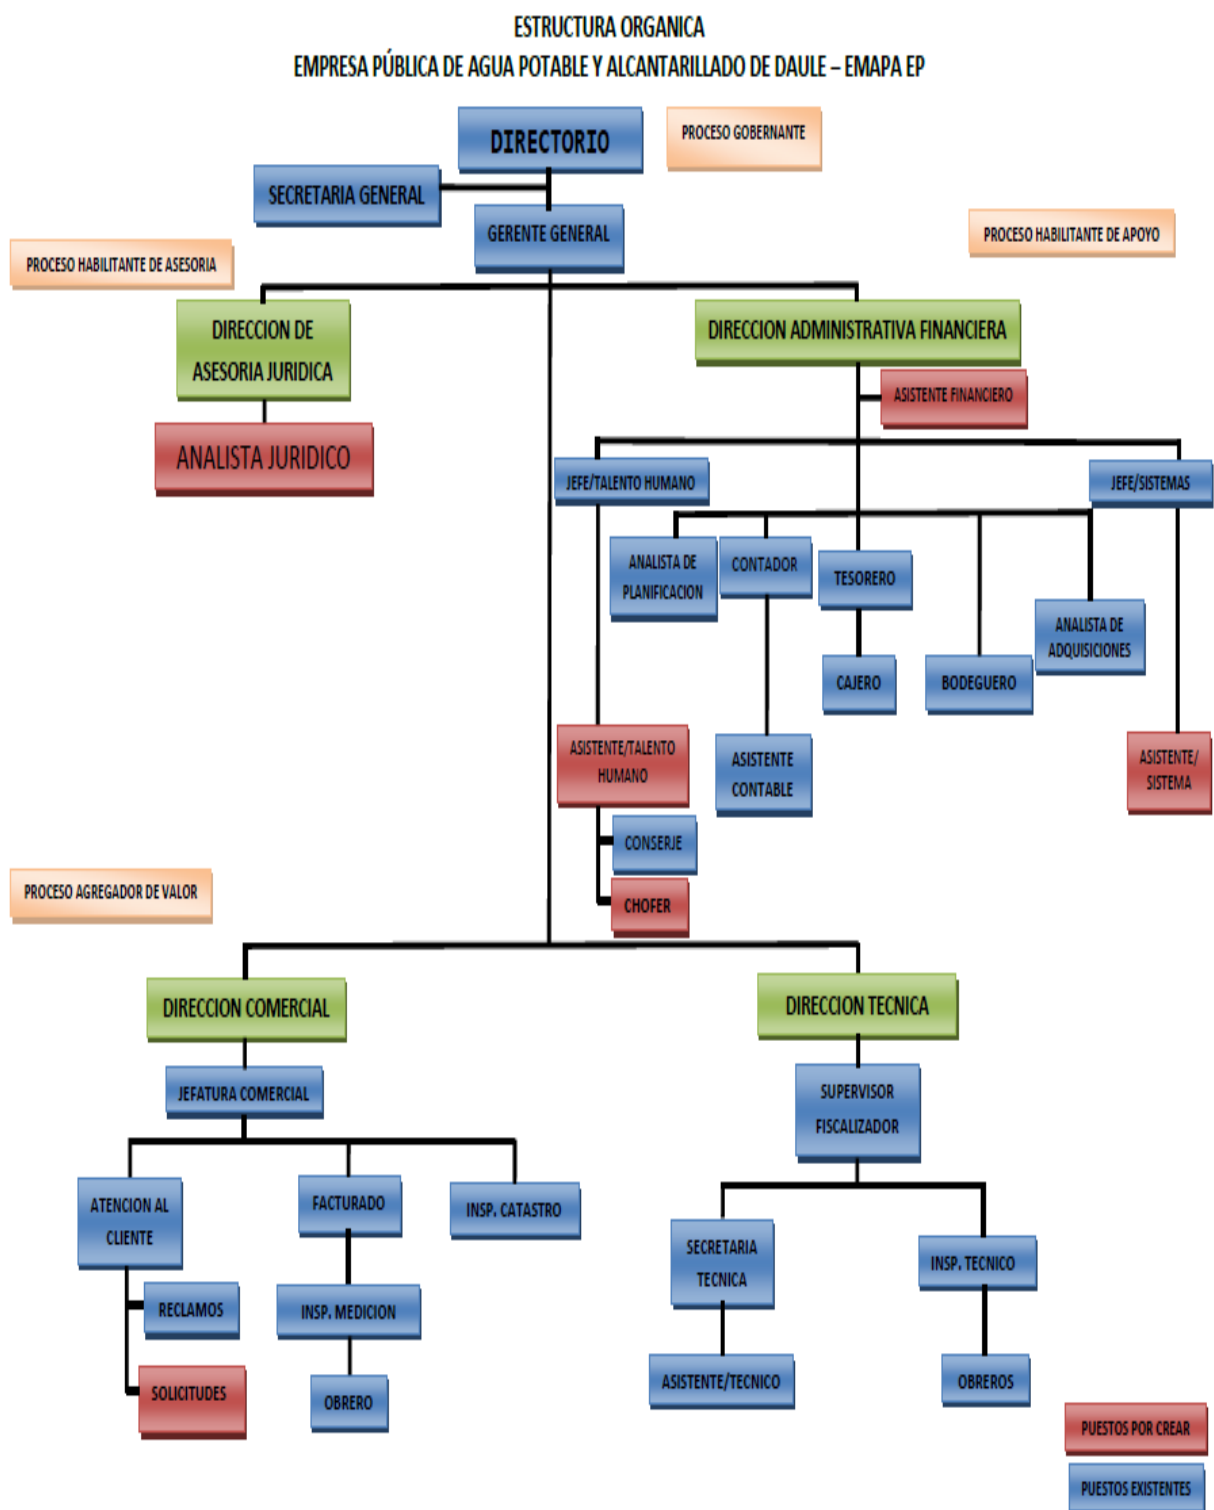 ESTRUCTURA ORGANICA
EMPRESA PÚBLICA DE AGUA POTABLE Y ALCANTARILLADO DE DAULE – EMAPA EP
DIRECTORIO
PROCESO GOBERNANTE
SECRETARIA GENERAL
GERENTE GENERAL
PROCESO HABILITANTE DE APOYO
PROCESO HABILITANTE DE ASESORIA
DIRECCION DE
ASESORIA JURIDICA
DIRECCION ADMINISTRATIVA FINANCIERA
ASISTENTE FINANCIERO
ANALISTA JURIDICO
JEFE/TALENTO HUMANO
JEFE/SISTEMAS
ANALISTA DE
PLANIFICACION
CONTADOR
TESORERO
ANALISTA DE
ADQUISICIONES
CAJERO
BODEGUERO
ASISTENTE/TALENTO
HUMANO
ASISTENTE
CONTABLE
ASISTENTE/
SISTEMA
CONSERJE
CHOFER
PROCESO AGREGADOR DE VALOR
DIRECCION COMERCIAL
DIRECCION TECNICA
JEFATURA COMERCIAL
SUPERVISOR
FISCALIZADOR
ATENCION AL
CLIENTE
FACTURADO
INSP. CATASTRO
SECRETARIA
TECNICA
INSP. TECNICO
RECLAMOS
INSP. MEDICION
SOLICITUDES
OBRERO
ASISTENTE/TECNICO
OBREROS
PUESTOS POR CREAR
PUESTOS EXISTENTES